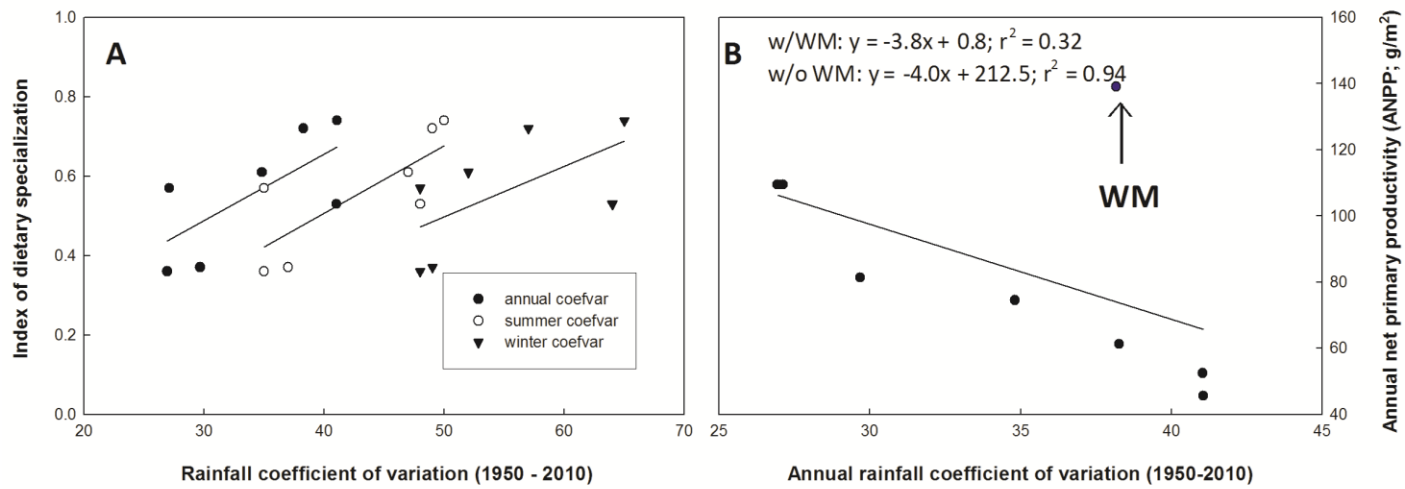 A
Index of dietary specialization
1.0
0.8
0.6
0.4
0.2
0.0
annual coefvar
summer coefvar
winter coefvar
20 30 40 50 60 70
Rainfall coefficient of variation (1950 - 2010)
B
w/WM: y = -3.8x + 0.8; r² = 0.32
w/o WM: y = -4.0x + 212.5; r² = 0.94
WM
160
140
120
100
80
60
40
Annual net primary productivity (ANPP; g/m²)
25 30 35 40 45
Annual rainfall coefficient of variation (1950-2010)